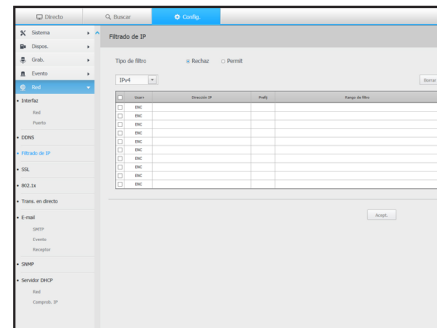 Directo
Buscar
Config.
Sistema
Dispos.
Grab.
Evento
Red
Interfaz
Red
Puerto
DDNS
Filtrado de IP
SSL
802.1x
Trans. en directo
E-mail
SMTP
Evento
Receptor
SNMP
Servidor DHCP
Red
Comprob. IP
Filtrado de IP
Tipo de filtro
Rechaz
Permit
IPv4
Borrar
Dirección IP
Prefij
Rango de filtro
ENC
ENC
ENC
ENC
ENC
ENC
ENC
ENC
ENC
Acept.